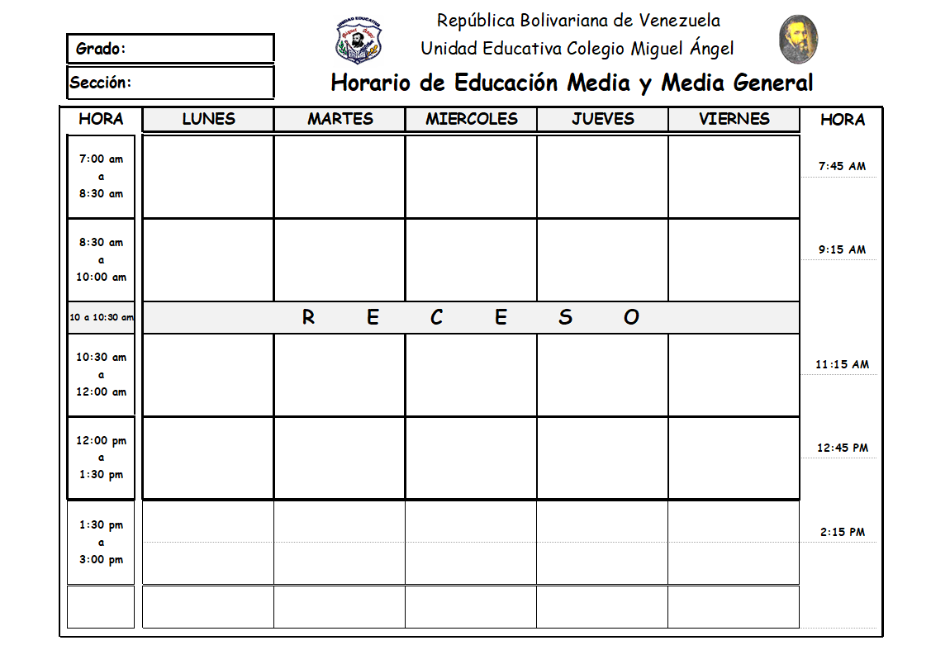 República Bolivariana de Venezuela
Grado:
Unidad Educativa Colegio Miguel Ángel
Sección:
Horario de Educación Media y Media General
HORA LUNES MARTES MIERCOLES JUEVES VIERNES HORA
7:00 am
a
8:30 am
7:45 AM
8:30 am
a
10:00 am
9:15 AM
10 a 10:30 am R E C E S O
10:30 am
a
12:00 am
11:15 AM
12:00 pm
a
1:30 pm
12:45 PM
1:30 pm
a
3:00 pm
2:15 PM